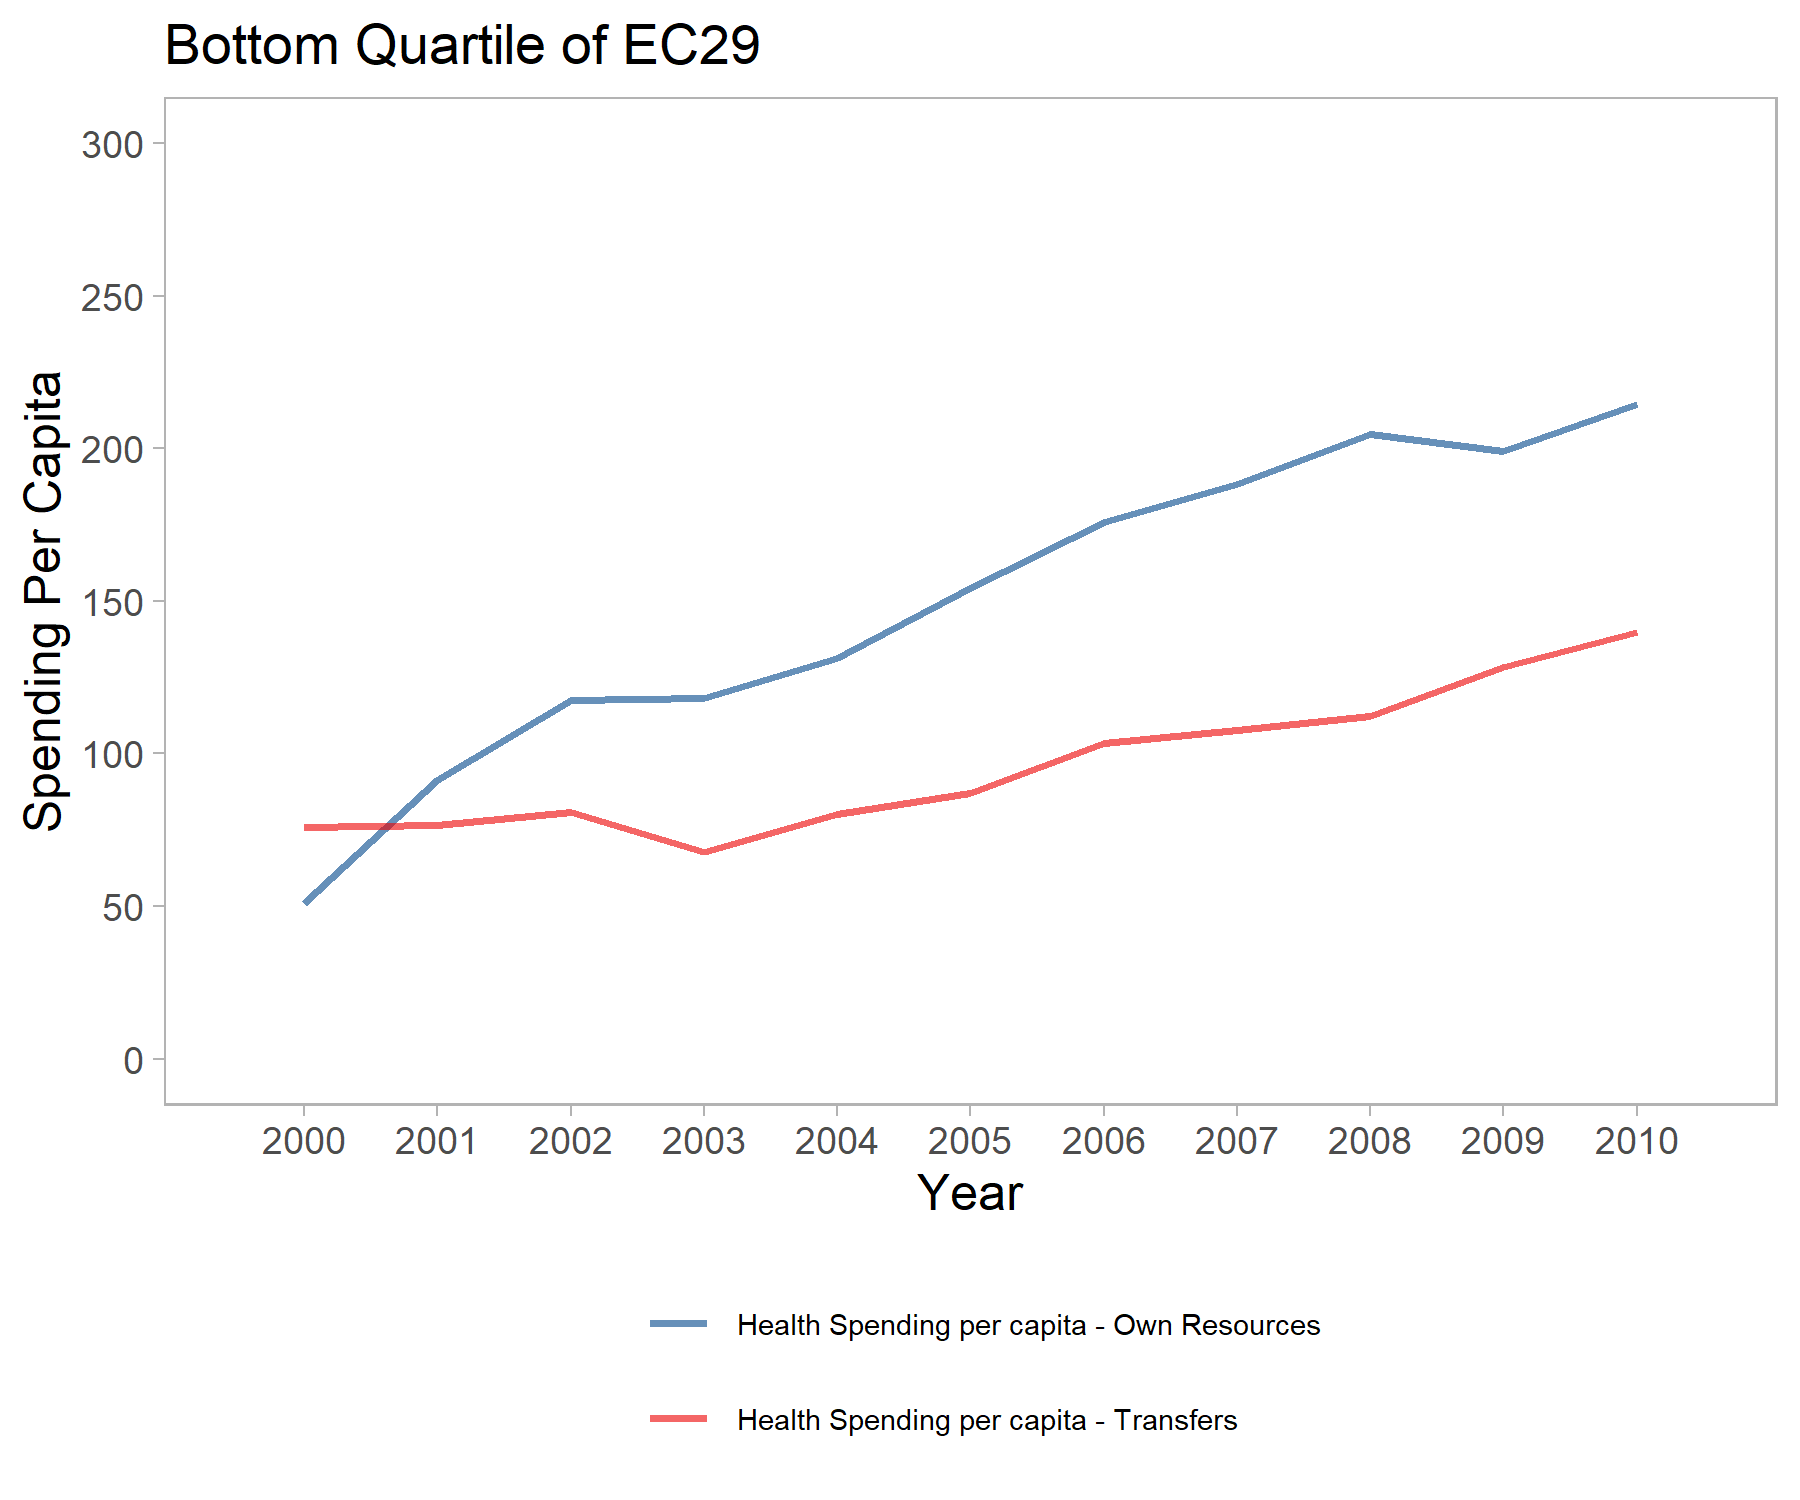 Bottom Quartile of EC29
300
250
200
150
100
50
0
Spending Per Capita
2000 2001 2002 2003 2004 2005 2006 2007 2008 2009 2010
Year
Health Spending per capita - Own Resources
Health Spending per capita - Transfers